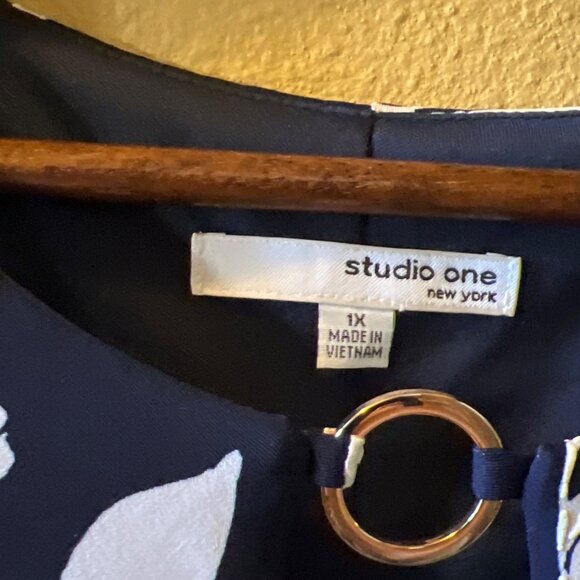 studio one
new york
1X
MADE IN
VIETNAM